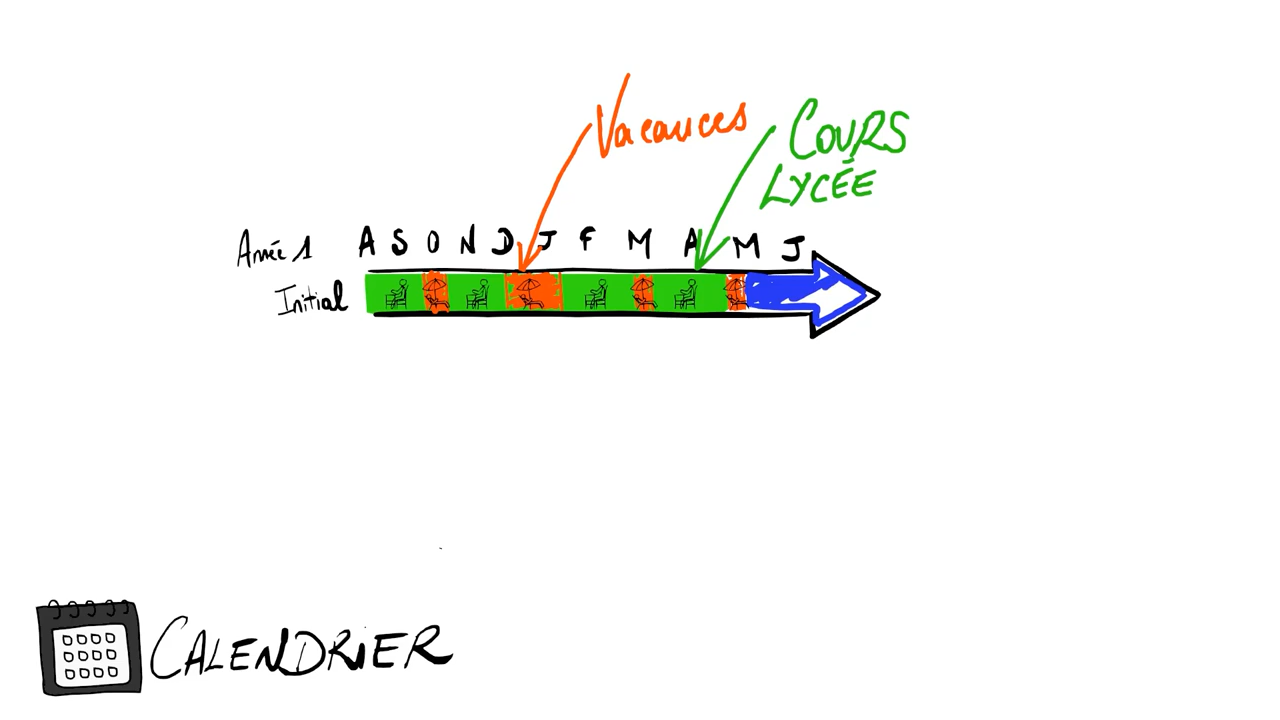 Vacances
COURS
LYCÉE
Année 1 A S O N D J F M A M J
Initial
CALENDRIER